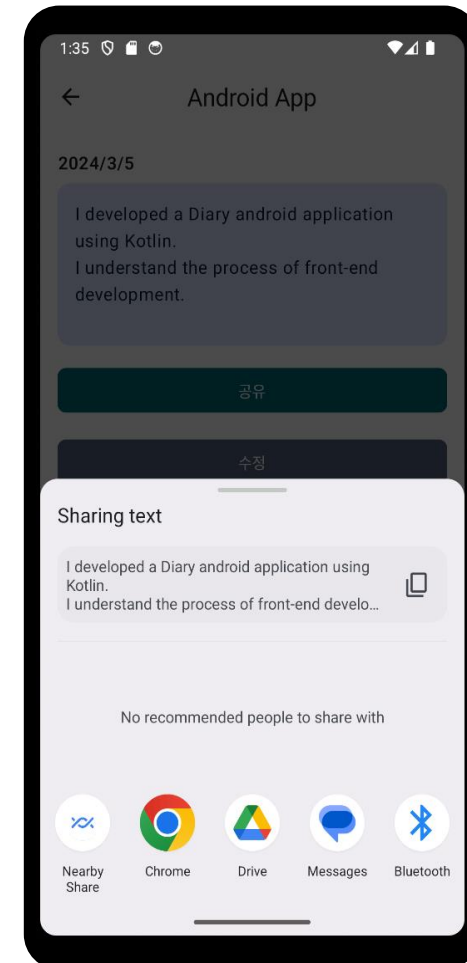 1:35
Android App
2024/3/5
I developed a Diary android application
using Kotlin.
I understand the process of front-end
development.
공유
수정
Sharing text
I developed a Diary android application using
Kotlin.
I understand the process of front-end develo...
No recommended people to share with
Nearby
Share
Chrome
Drive
Messages
Bluetooth